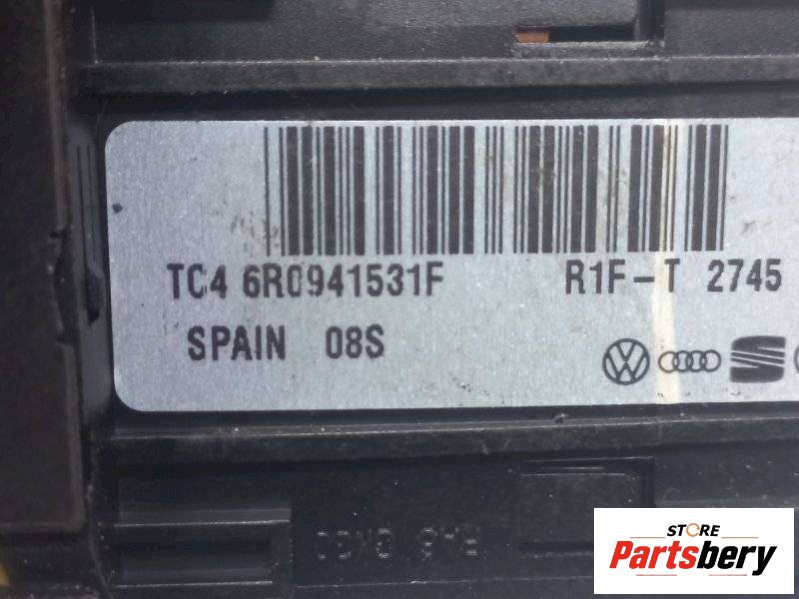 TC4 6R0941531F R1F-T 2745
SPAIN 08S
STORE
Partsbery